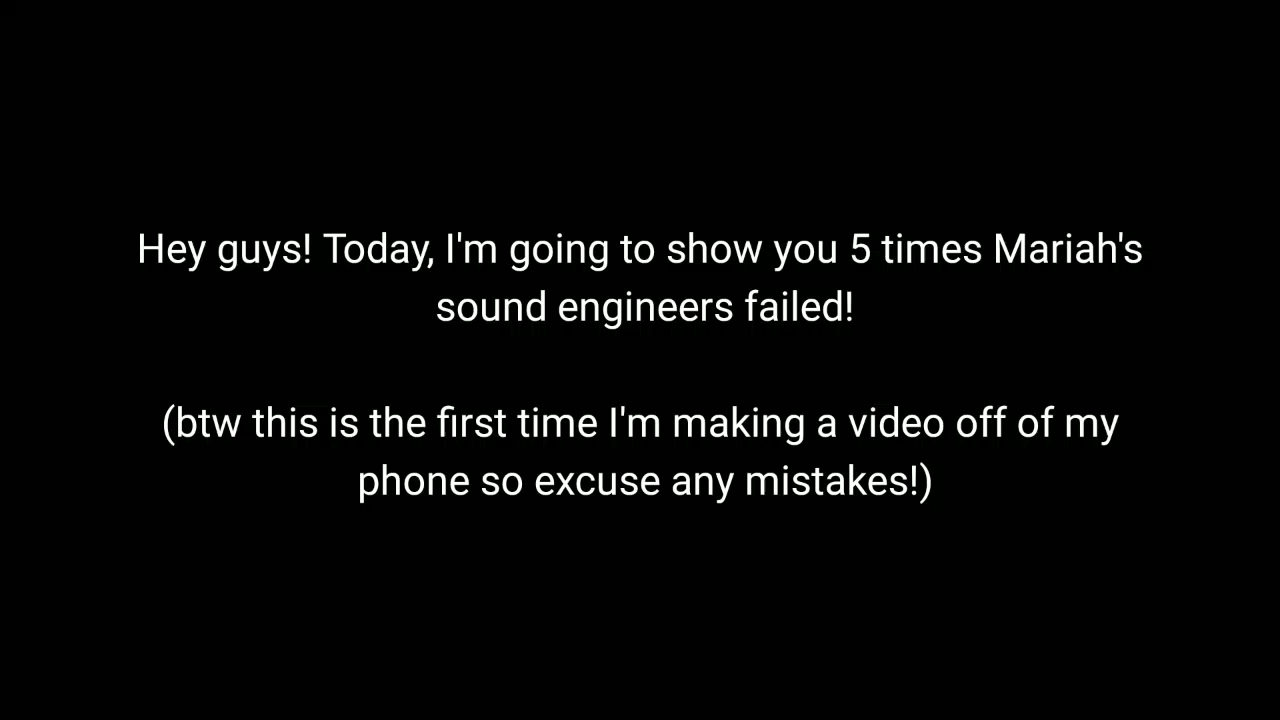 Hey guys! Today, I'm going to show you 5 times Mariah's
sound engineers failed!
(btw this is the first time I'm making a video off of my
phone so excuse any mistakes!)